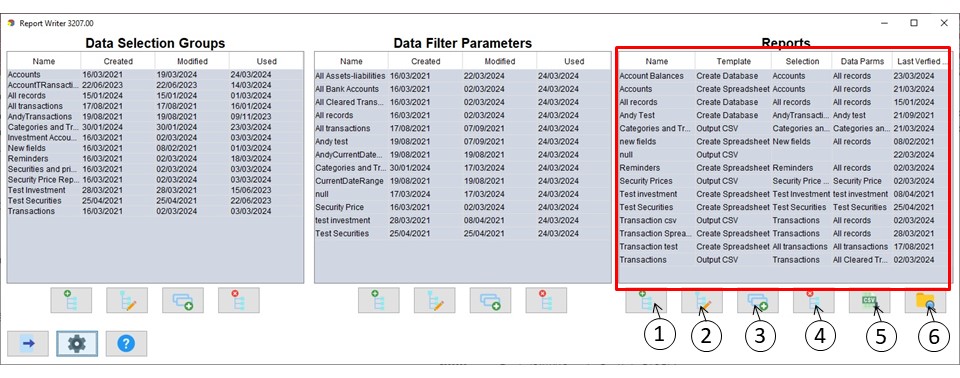 Report Writer 3207.00
Data Selection Groups
Name Created Modified Used
Accounts 16/03/2021 19/03/2024 24/03/2024
AccountTRansacti... 22/06/2023 22/06/2023 14/03/2024
All records 15/01/2024 15/01/2024 01/03/2024
All transactions 17/08/2021 17/08/2021 16/01/2024
AndyTransactions 19/08/2021 19/08/2021 09/11/2023
Categories and Tr... 30/01/2024 30/01/2024 23/03/2024
Investment Accou... 16/03/2021 02/03/2024 03/03/2024
New fields 16/03/2021 08/02/2021 01/03/2024
Reminders 16/03/2021 02/03/2024 18/03/2024
Securities and pri... 16/03/2021 02/03/2024 03/03/2024
Security Price Rep... 16/03/2021 02/03/2024 03/03/2024
Test Investment 28/03/2021 28/03/2021 15/06/2023
Test Securities 25/04/2021 25/04/2021 22/06/2023
Transactions 16/03/2021 02/03/2024 03/03/2024
Data Filter Parameters
Name Created Modified Used
All Assets-liabilities 16/03/2021 22/03/2024 24/03/2024
All Bank Accounts 16/03/2021 02/03/2024 24/03/2024
All Cleared Trans... 16/03/2021 02/03/2024 24/03/2024
All records 16/03/2021 02/03/2024 24/03/2024
All transactions 17/08/2021 07/09/2021 24/03/2024
Andy test 19/08/2021 07/09/2021 24/03/2024
AndyCurrentDate... 19/08/2021 19/08/2021 24/03/2024
Categories and Tr... 30/01/2024 17/03/2024 24/03/2024
CurrentDateRange 19/08/2021 19/08/2021 24/03/2024
null 17/03/2024 17/03/2024 24/03/2024
Security Price 16/03/2021 02/03/2024 24/03/2024
test investment 28/03/2021 08/04/2021 24/03/2024
Test Securities 25/04/2021 25/04/2021 24/03/2024
Reports
Name Template Selection Data Parms Last Verfied ...
Account Balances Create Database Accounts All records 23/03/2024
Accounts Create Spreadsheet Accounts All records 21/03/2024
All records Create Database All records All records 15/01/2024
Andy Test Create Database AndyTransacti... Andy test 21/09/2021
Categories and Tr... Output CSV Categories an... Categories an... 21/03/2024
new fields Create Spreadsheet New fields All records 08/02/2021
null Output CSV 22/03/2024
Reminders Create Spreadsheet Reminders All records 02/03/2024
Security Prices Create Spreadsheet Security Price ... Security Price 02/03/2024
Test investment Create Spreadsheet Test Investment test investment 08/04/2021
Test Securities Create Spreadsheet Test Securities Test Securities 25/04/2021
Transaction csv Output CSV Transactions All records 02/03/2024
Transaction Sprea... Create Spreadsheet Transactions All records 28/03/2021
Transaction test Create Spreadsheet All transactions All transactions 17/08/2021
Transactions Output CSV Transactions All Cleared Tr... 02/03/2024
CSV
1 2 3 4 5 6
?